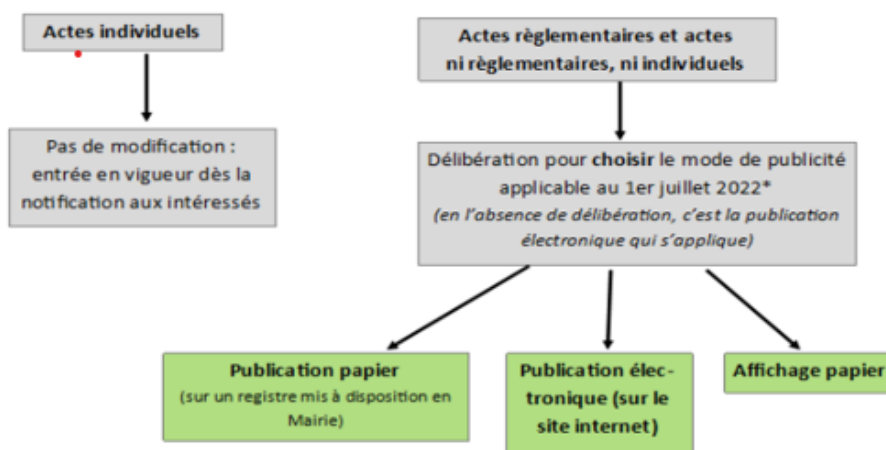 Actes individuels
Pas de modification :
entrée en vigueur dès la
notification aux intéressés
Actes règlementaires et actes
ni règlementaires, ni individuels
Délibération pour choisir le mode de publicité
applicable au 1er juillet 2022*
(en l'absence de délibération, c'est la publication
électronique qui s'applique)
Publication papier
(sur un registre mis à disposition en
Mairie)
Publication élec-
tronique (sur le
site internet)
Affichage papier